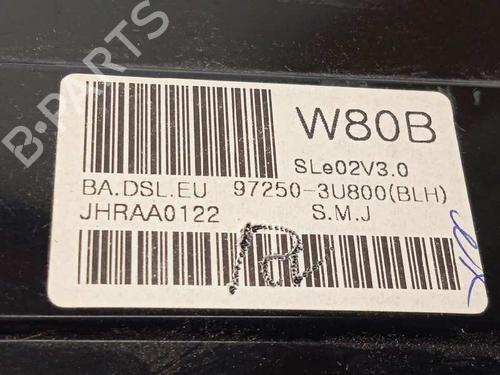 W80B
SLe02V3.0
BA.DSL.EU 97250-3U800(BLH)
JHRAA0122 S.M.J
B-PARTS